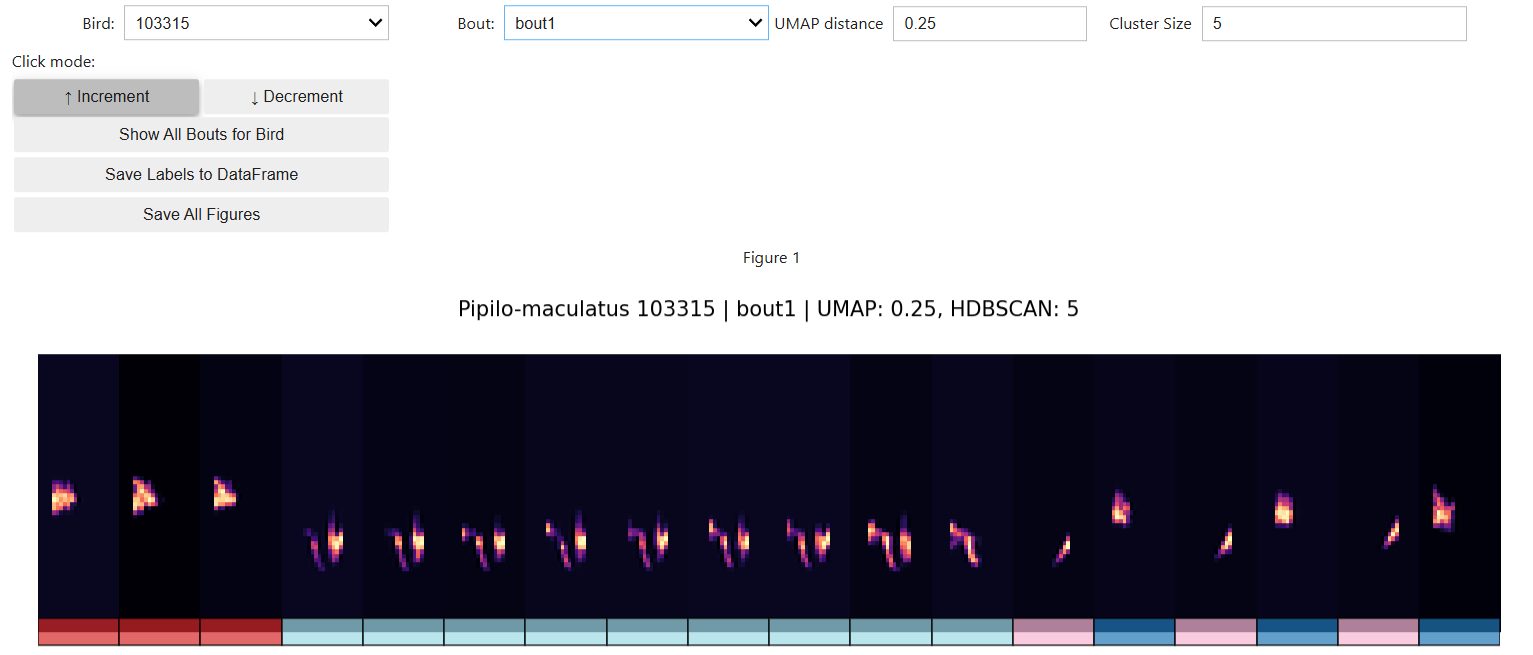 Bird: 103315 Bout: bout1 UMAP distance 0.25 Cluster Size 5
Click mode:
↑ Increment ↓ Decrement
Show All Bouts for Bird
Save Labels to DataFrame
Save All Figures
Figure 1
Pipilo-maculatus 103315 | bout1 | UMAP: 0.25, HDBSCAN: 5